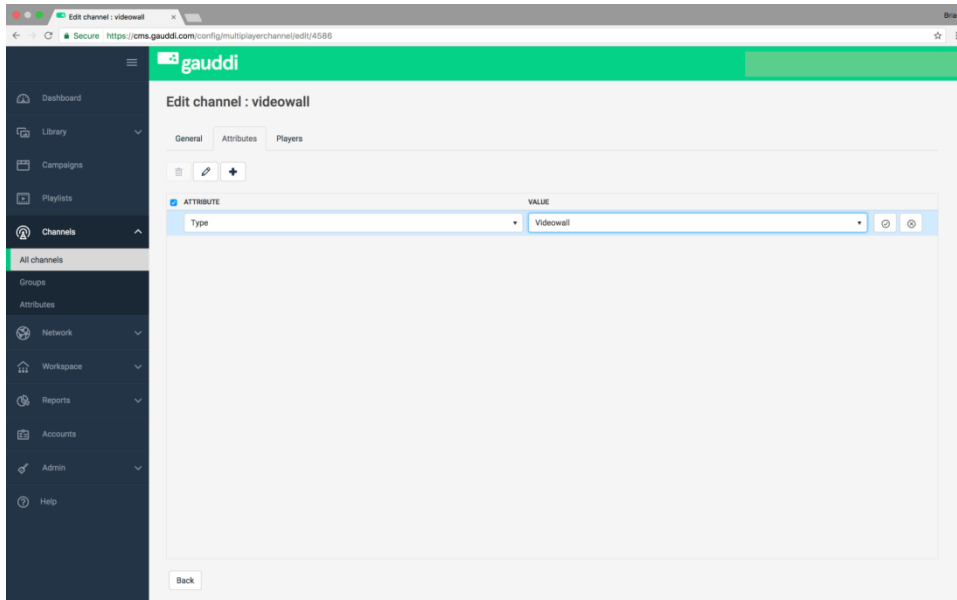 Edit channel : videowall
Bria
Secure https://cms.gauddi.com/config/multiplayerchannel/edit/4586
gauddi
Dashboard
Library
Campaigns
Playlists
Channels
All channels
Groups
Attributes
Network
Workspace
Reports
Accounts
Admin
Help
Edit channel : videowall
General Attributes Players
ATTRIBUTE VALUE
Type Videowall
Back